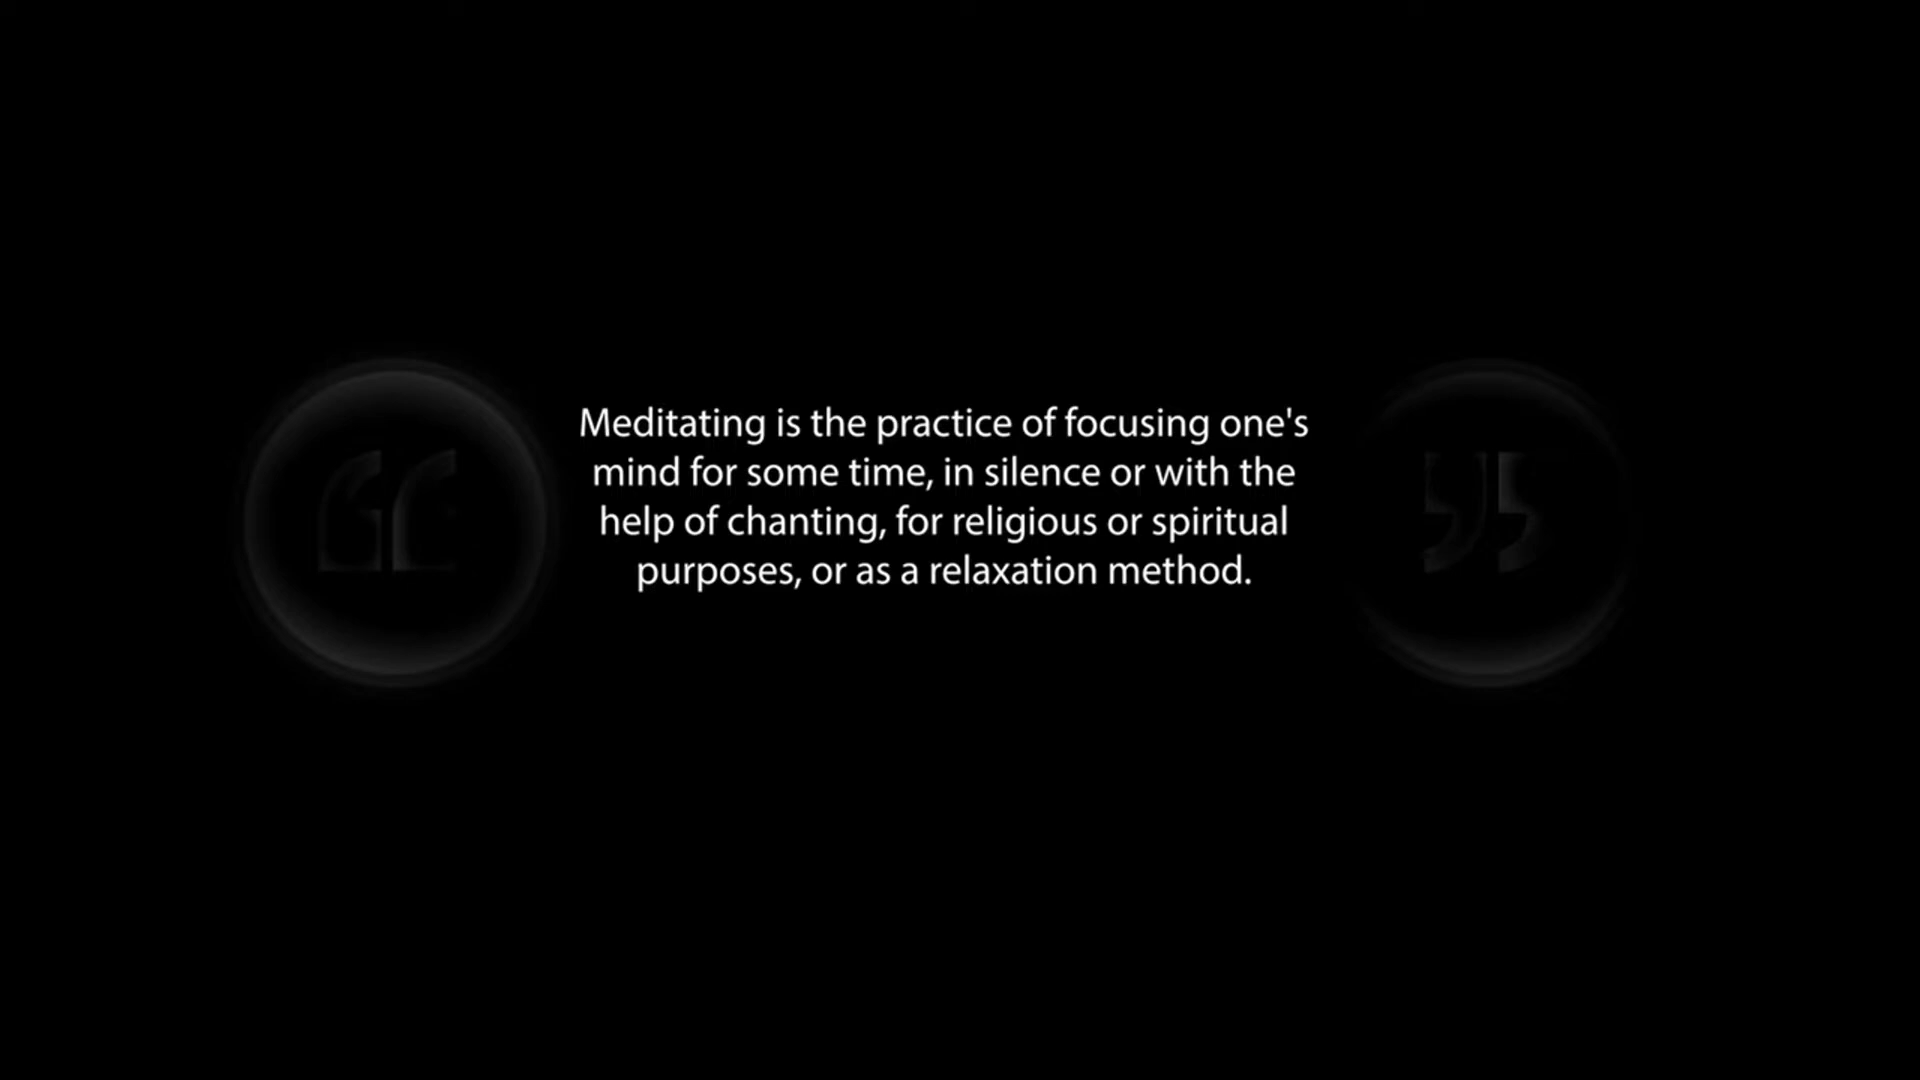 Meditating is the practice of focusing one's
mind for some time, in silence or with the
help of chanting, for religious or spiritual
purposes, or as a relaxation method.